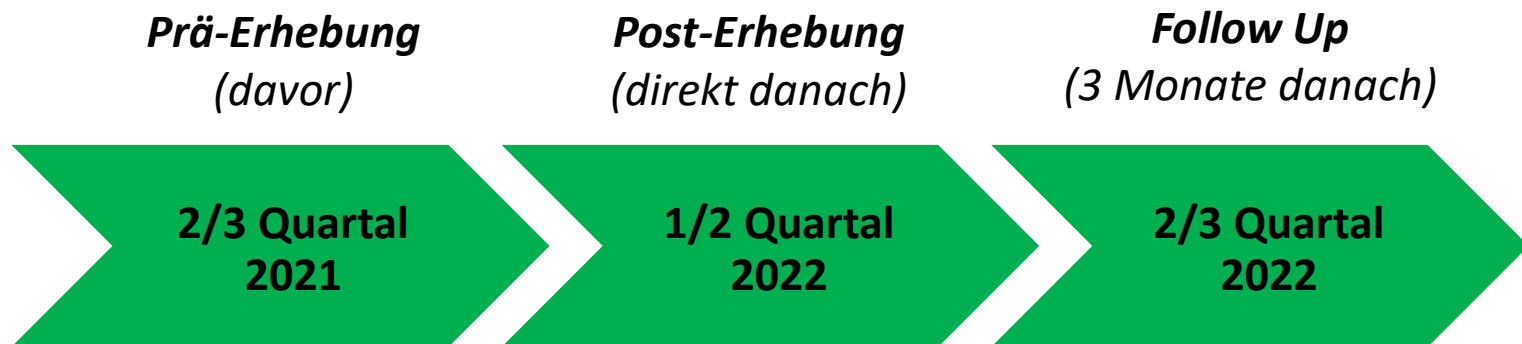 Prä-Erhebung
(davor)
Post-Erhebung
(direkt danach)
Follow Up
(3 Monate danach)
2/3 Quartal
2021
1/2 Quartal
2022
2/3 Quartal
2022